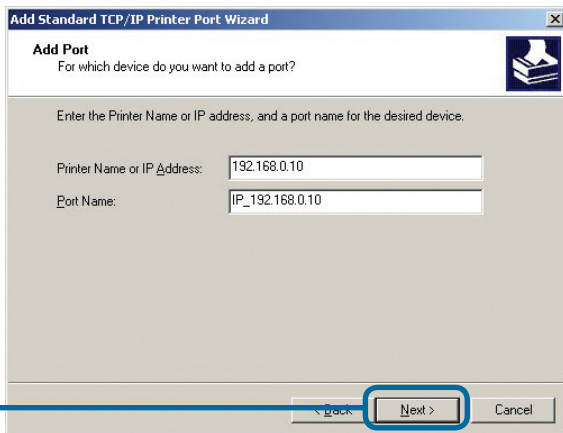 Add Standard TCP/IP Printer Port Wizard
Add Port
For which device do you want to add a port?
Enter the Printer Name or IP address, and a port name for the desired device.
Printer Name or IP Address: 192.168.0.10
Port Name: IP_192.168.0.10
< Back Next > Cancel